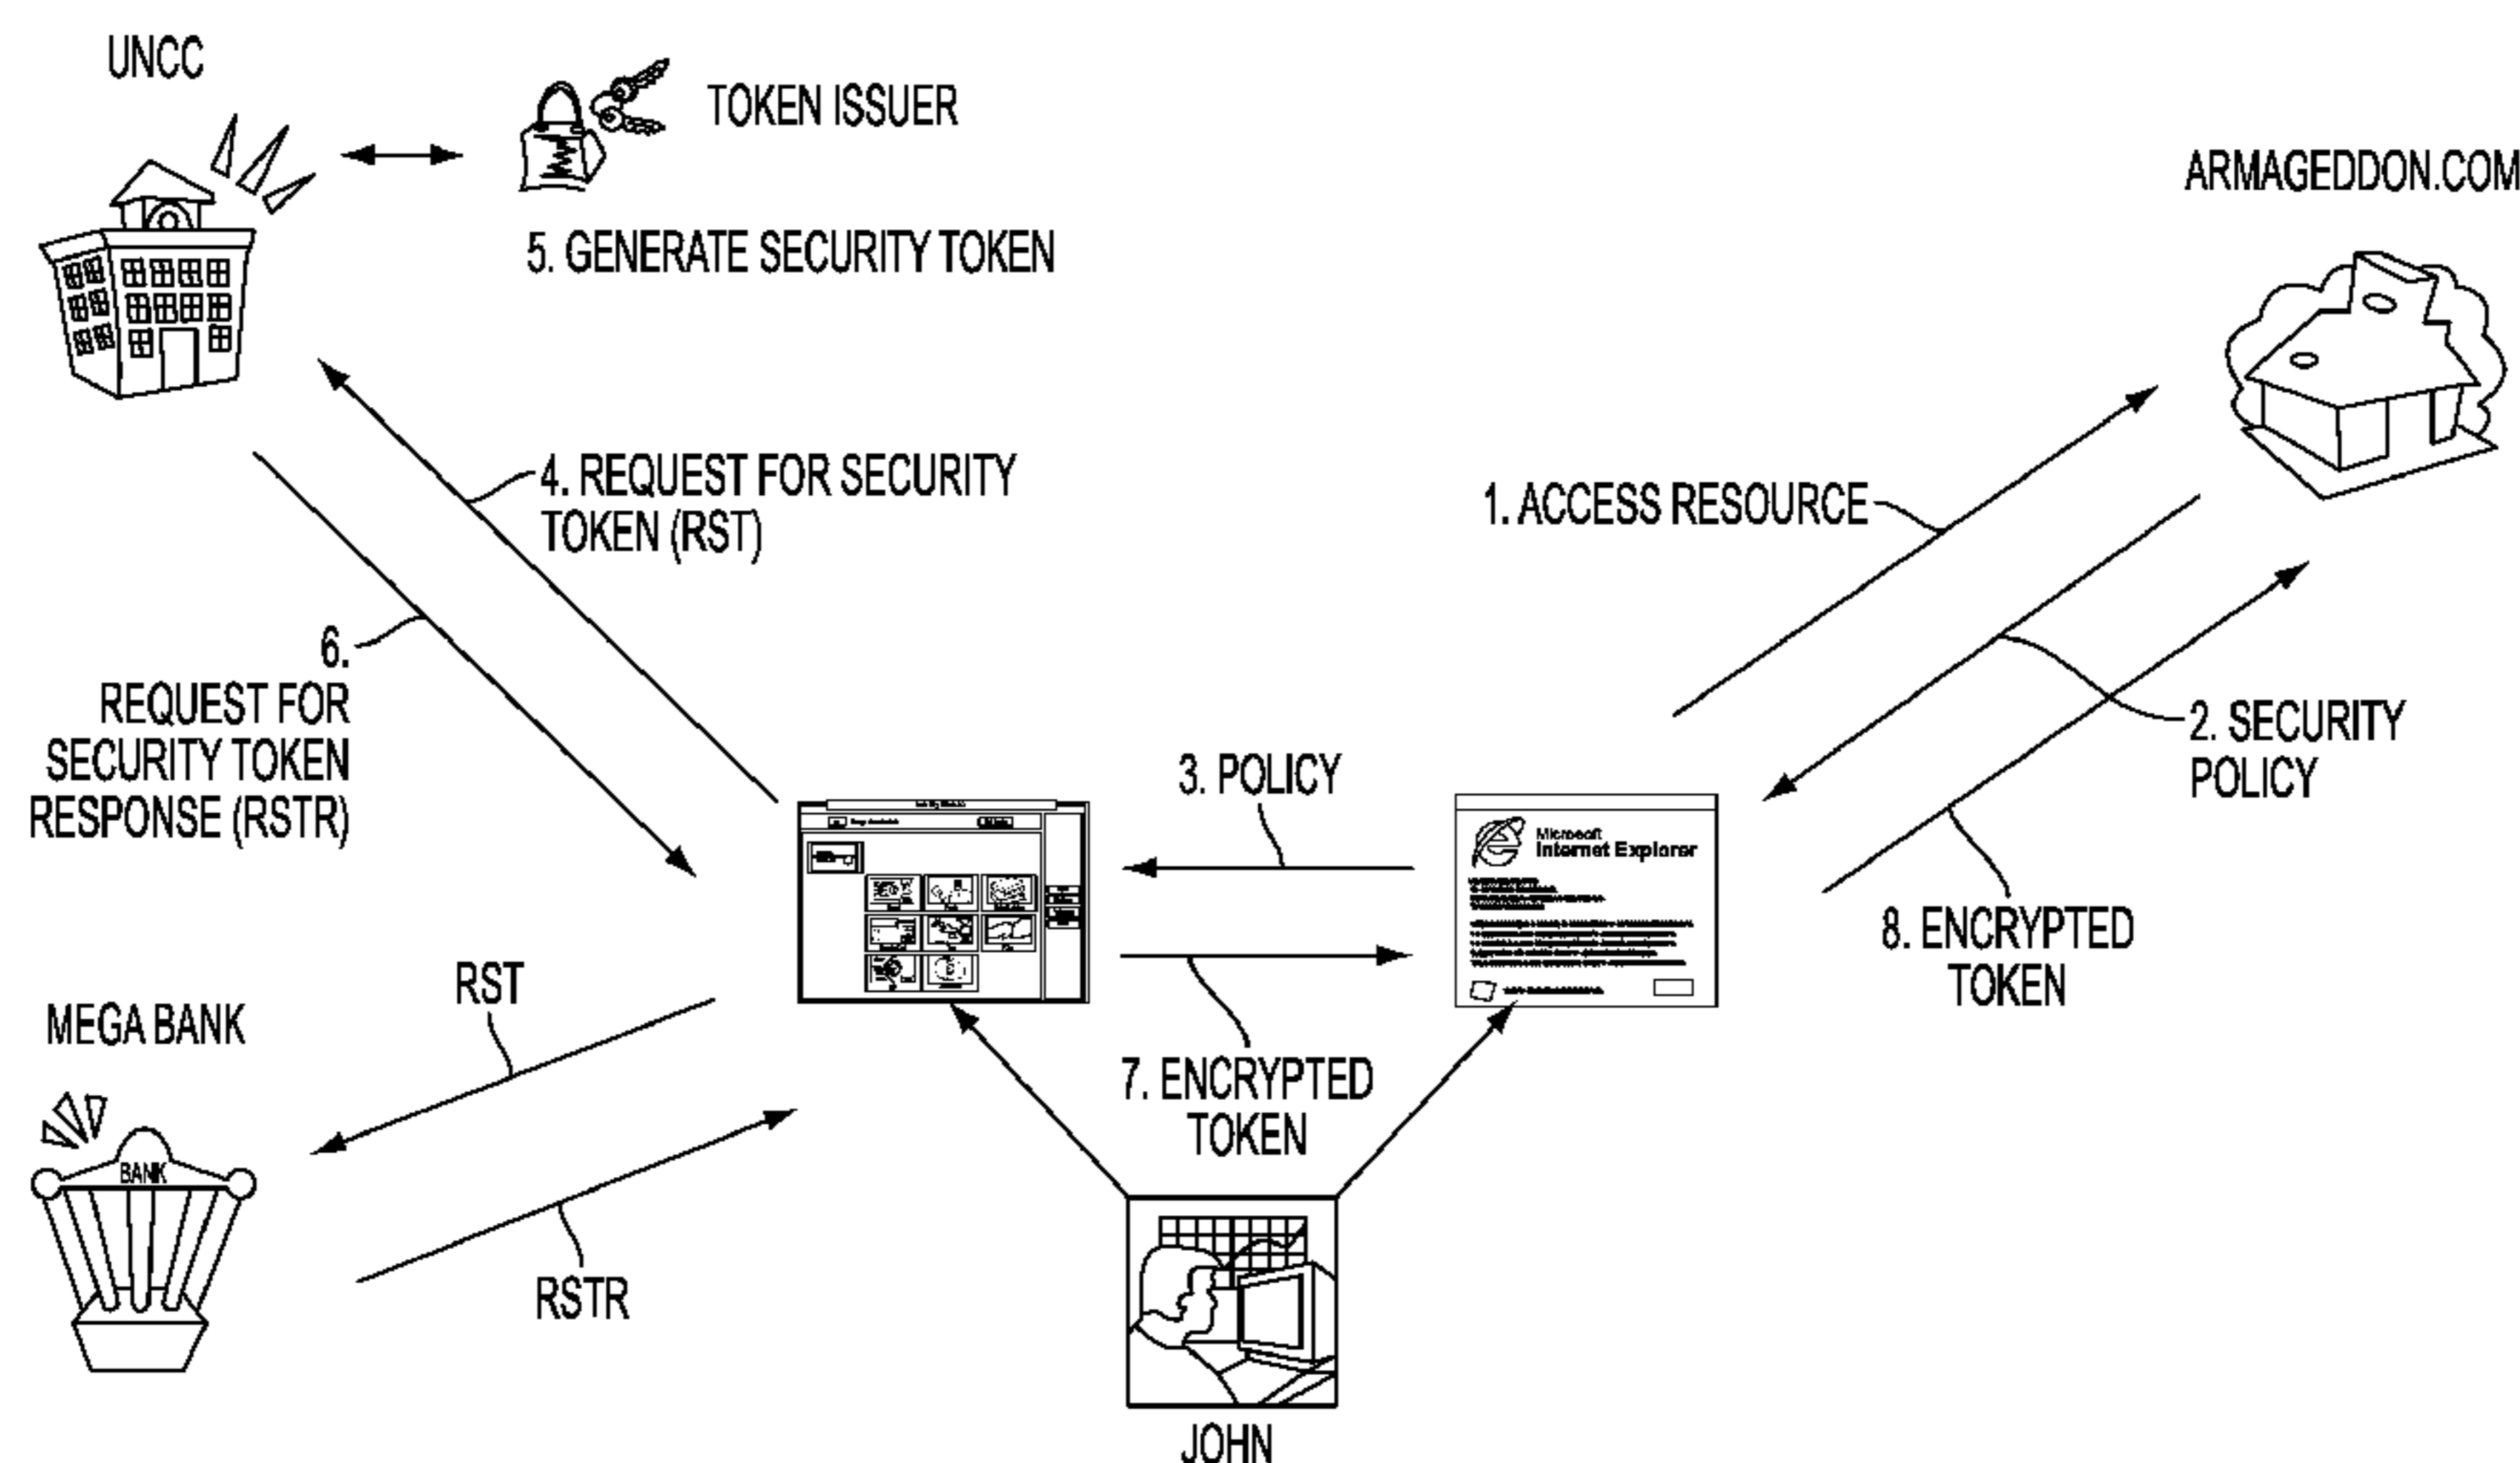 UNCC
TOKEN ISSUER
5. GENERATE SECURITY TOKEN
ARMAGEDDON.COM
4. REQUEST FOR SECURITY
TOKEN (RST)
1. ACCESS RESOURCE
6.
REQUEST FOR
SECURITY TOKEN
RESPONSE (RSTR)
2. SECURITY
POLICY
3. POLICY
Microsoft
Internet Explorer
8. ENCRYPTED
TOKEN
RST
MEGA BANK
7. ENCRYPTED
TOKEN
BANK
RSTR
JOHN